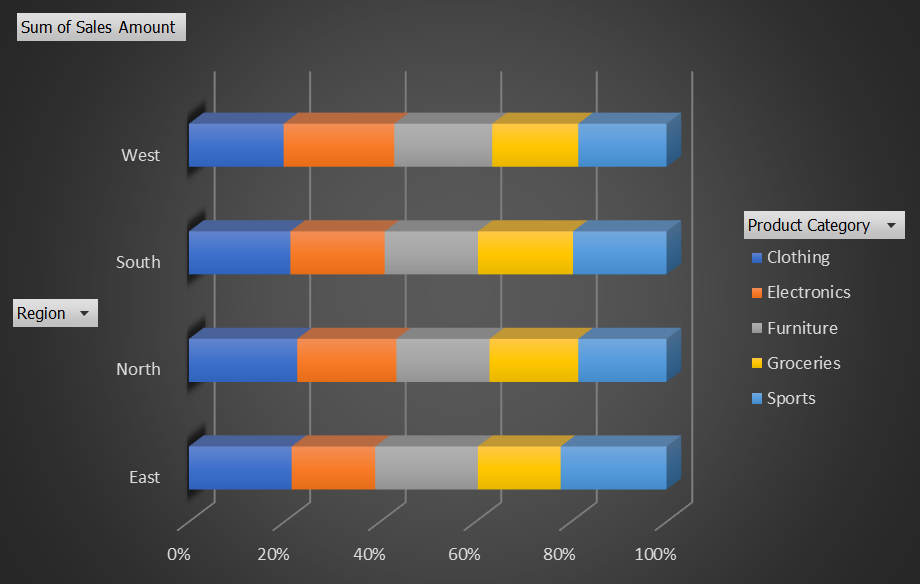 Sum of Sales Amount
West
South
North
East
Region
0% 20% 40% 60% 80% 100%
Product Category
Clothing
Electronics
Furniture
Groceries
Sports